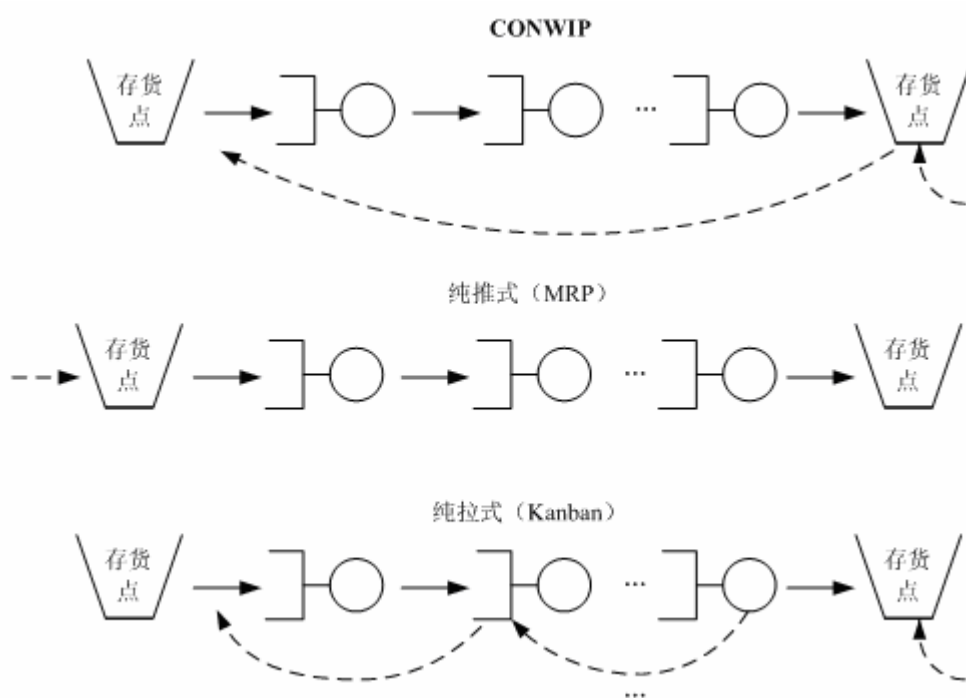 CONWIP
存货
点
...
存货
点
纯推式（MRP）
存货
点
...
存货
点
纯拉式（Kanban）
存货
点
...
存货
点
...